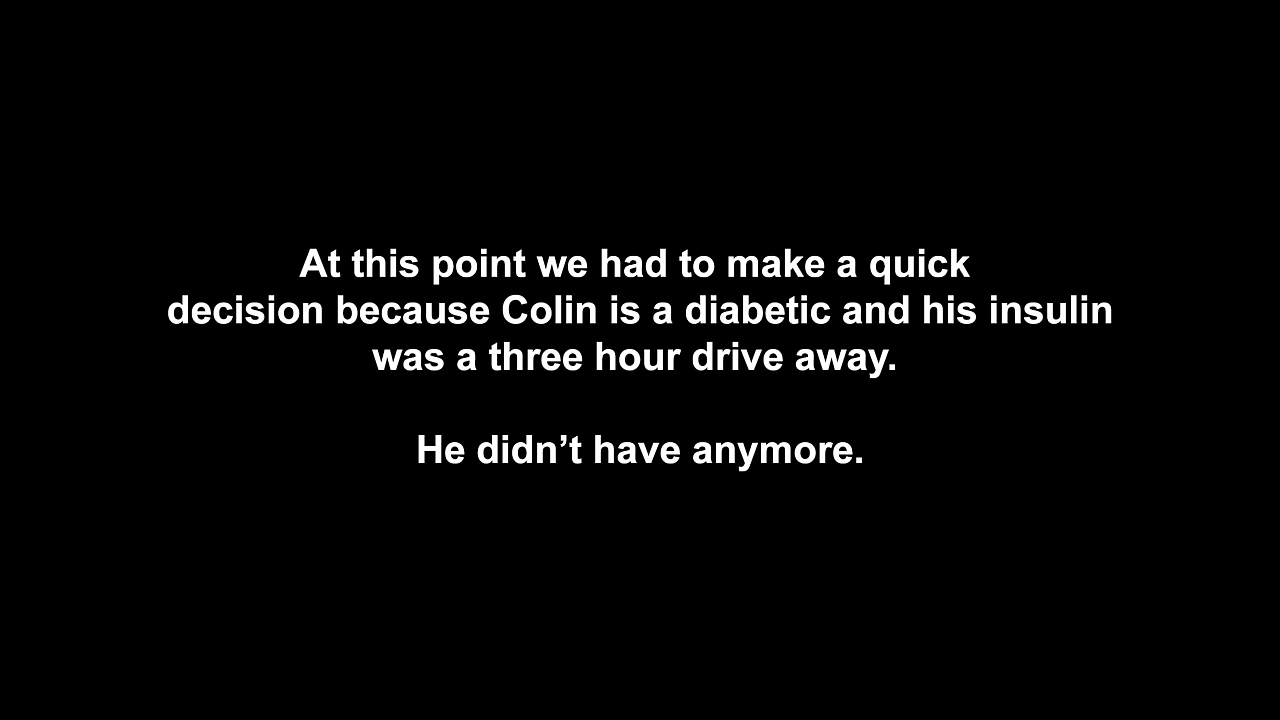 At this point we had to make a quick
decision because Colin is a diabetic and his insulin
was a three hour drive away.
He didn’t have anymore.